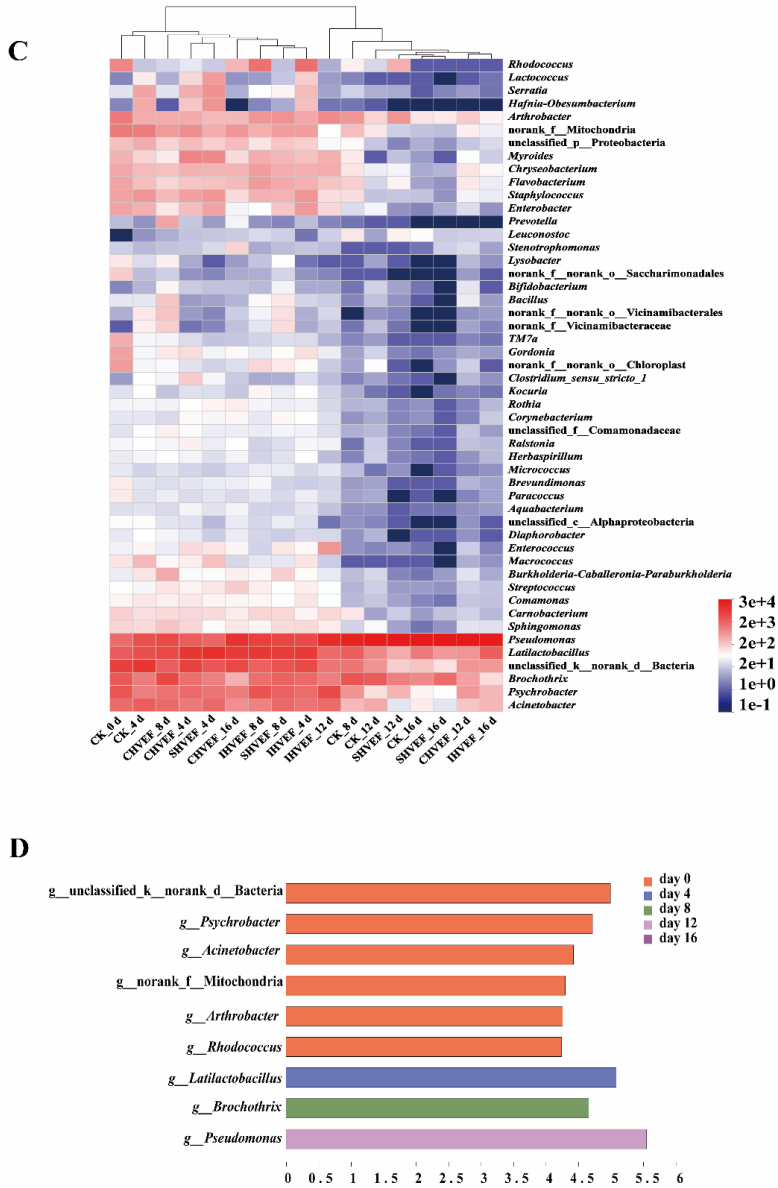 C
Rhodococcus
Lactococcus
Serratia
Hafnia-Obesumbacterium
Arthrobacter
norank_f__Mitochondria
unclassified_p__Proteobacteria
Myroides
Chryseobacterium
Flavobacterium
Staphylococcus
Enterobacter
Prevotella
Leuconostoc
Stenotrophomonas
Lysobacter
norank_f__norank_o__Saccharimonadales
Bifidobacterium
Bacillus
norank_f__norank_o__Vicinamibacterales
norank_f__Vicinamibacteraceae
TM7a
Gordonia
norank_f__norank_o__Chloroplast
Clostridium_sensu_stricto_1
Kocuria
Rothia
Corynebacterium
unclassified_f__Comamonadaceae
Ralstonia
Herbaspirillum
Micrococcus
Brevundimonas
Paracoccus
Aquabacterium
unclassified_c__Alphaproteobacteria
Diaphorobacter
Enterococcus
Macrococcus
Burkholderia-Caballeronia-Paraburkholderia
Streptococcus
Comamonas
Carnobacterium
Sphingomonas
Pseudomonas
Latilactobacillus
unclassified_k__norank_d__Bacteria
Brochothrix
Psychrobacter
Acinetobacter
3e+4
2e+3
2e+2
2e+1
1e+0
1e-1
CK_0 d
CK_4 d
CHVEF_8 d
CHVEF_4 d
SHVEF_4 d
CHVEF_16 d
IHVEF_8 d
SHVEF_8 d
IHVEF_4 d
IHVEF_12 d
CK_8 d
CK_12 d
SHVEF_12 d
CK_16 d
SHVEF_16 d
CHVEF_12 d
IHVEF_16 d
D
g__unclassified_k__norank_d__Bacteria
g__Psychrobacter
g__Acinetobacter
g__norank_f__Mitochondria
g__Arthrobacter
g__Rhodococcus
g__Latilactobacillus
g__Brochothrix
g__Pseudomonas
day 0
day 4
day 8
day 12
day 16
0 0.5 1 1.5 2 2.5 3 3.5 4 4.5 5 5.5 6